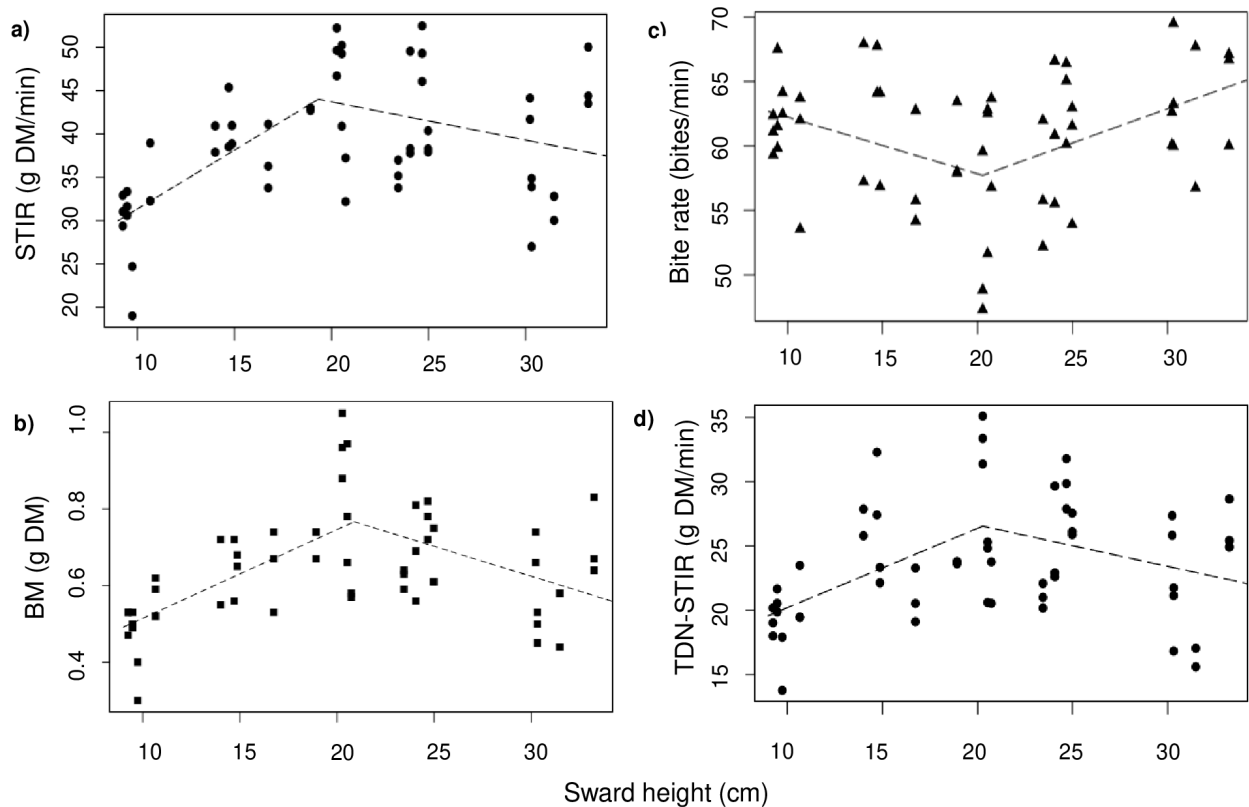 a)
STIR (g DM/min)
50
45
40
35
30
25
20
10 15 20 25 30
c)
Bite rate (bites/min)
70
65
60
55
50
10 15 20 25 30
b)
BM (g DM)
1.0
0.8
0.6
0.4
10 15 20 25 30
d)
TDN-STIR (g DM/min)
35
30
25
20
15
10 15 20 25 30
Sward height (cm)